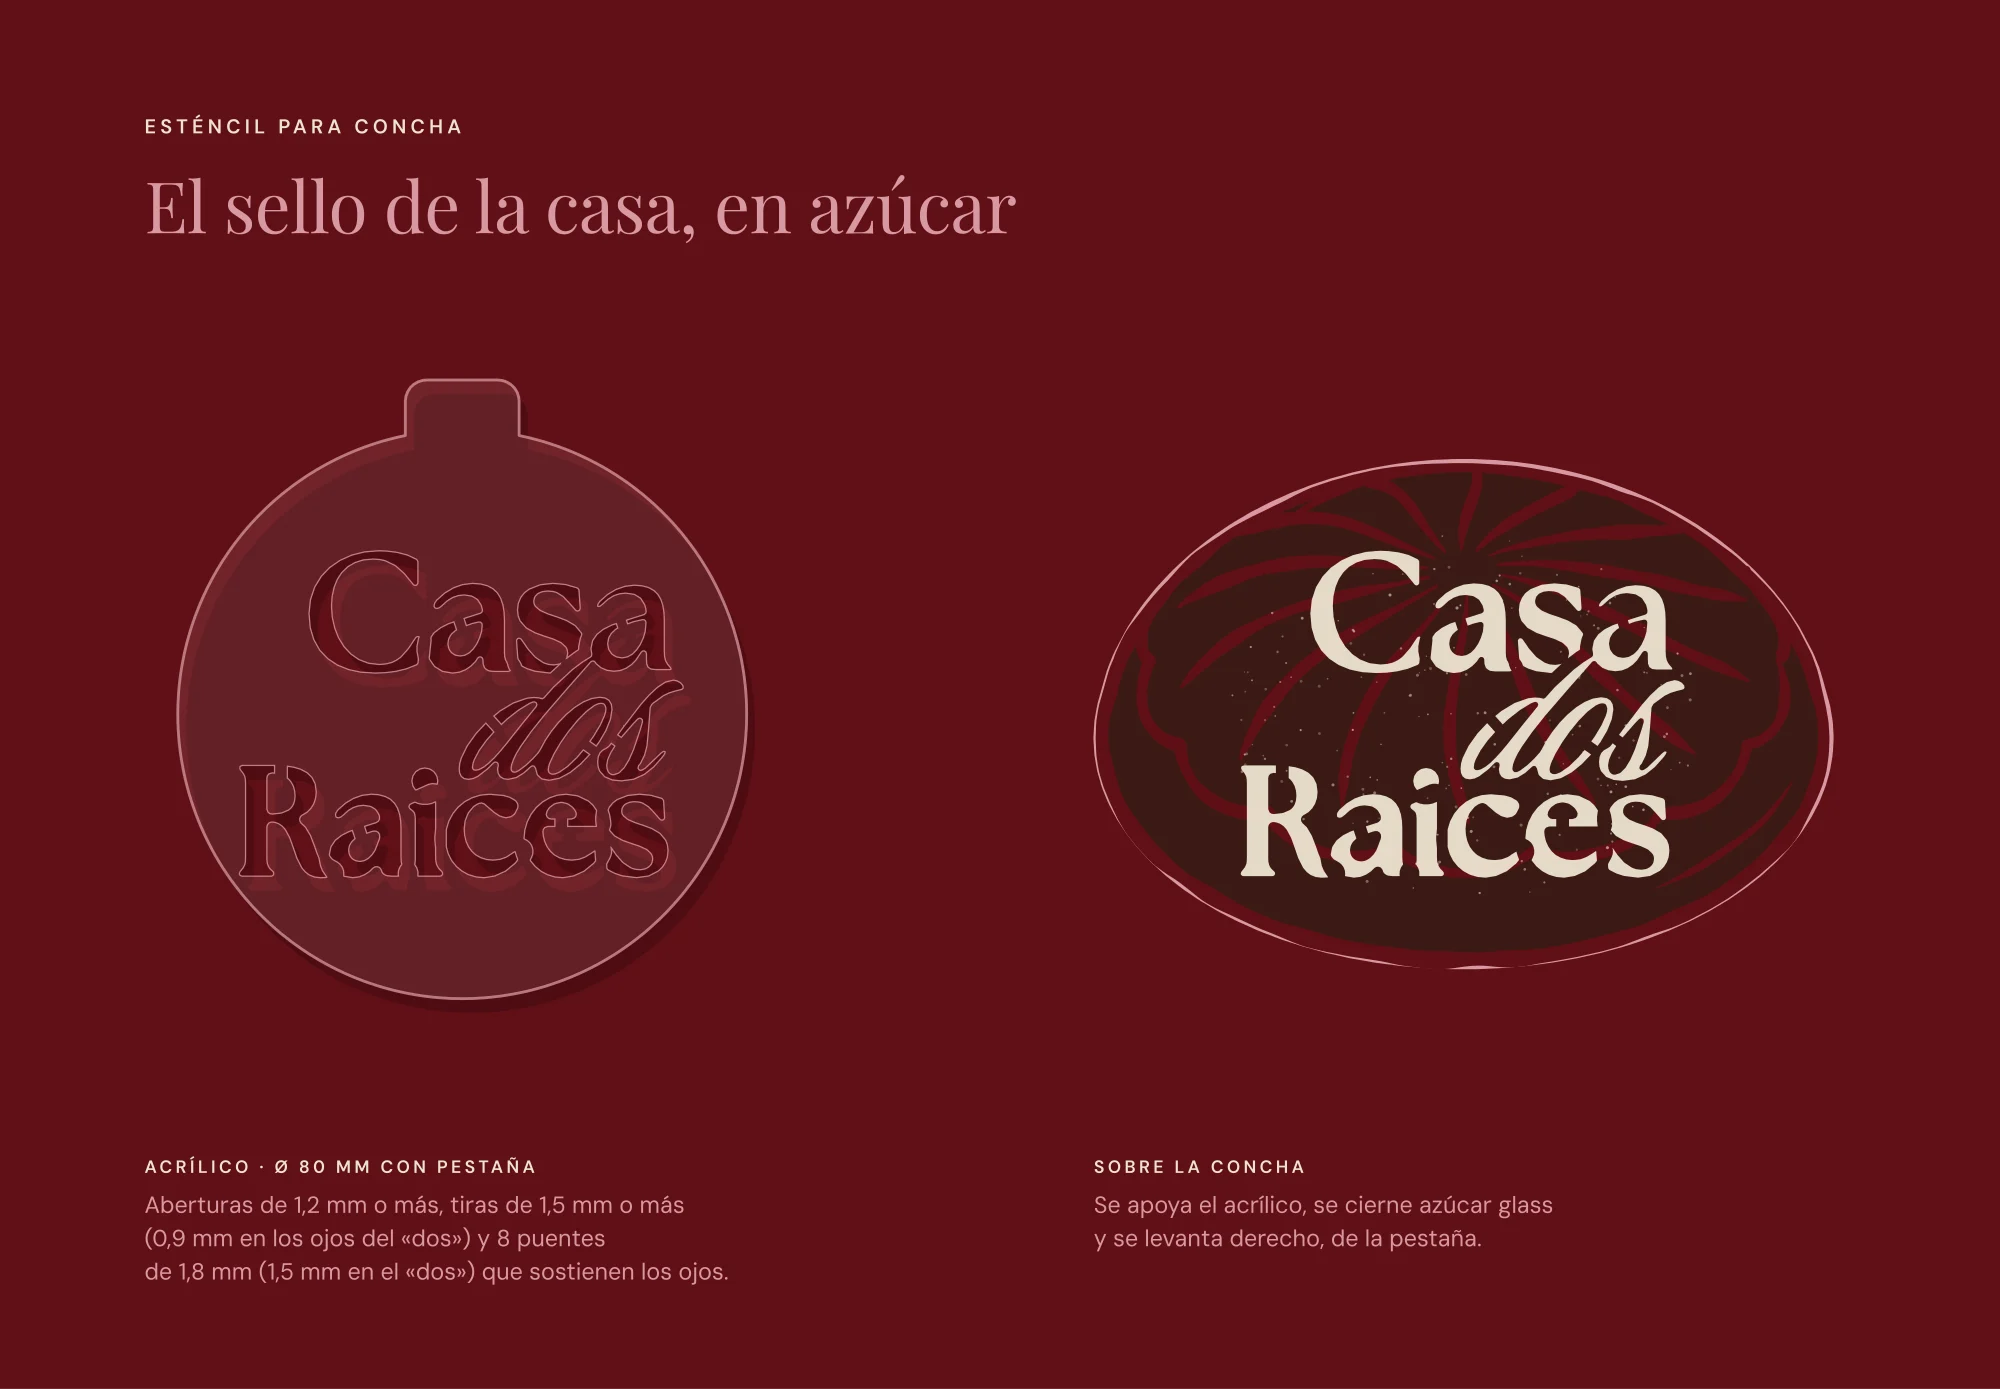 ESTÉNCIL PARA CONCHA
El sello de la casa, en azúcar
Casa
dos
Raices
Casa
dos
Raices
ACRÍLICO · Ø 80 MM CON PESTAÑA
Aberturas de 1,2 mm o más, tiras de 1,5 mm o más
(0,9 mm en los ojos del «dos») y 8 puentes
de 1,8 mm (1,5 mm en el «dos») que sostienen los ojos.
SOBRE LA CONCHA
Se apoya el acrílico, se cierne azúcar glass
y se levanta derecho, de la pestaña.